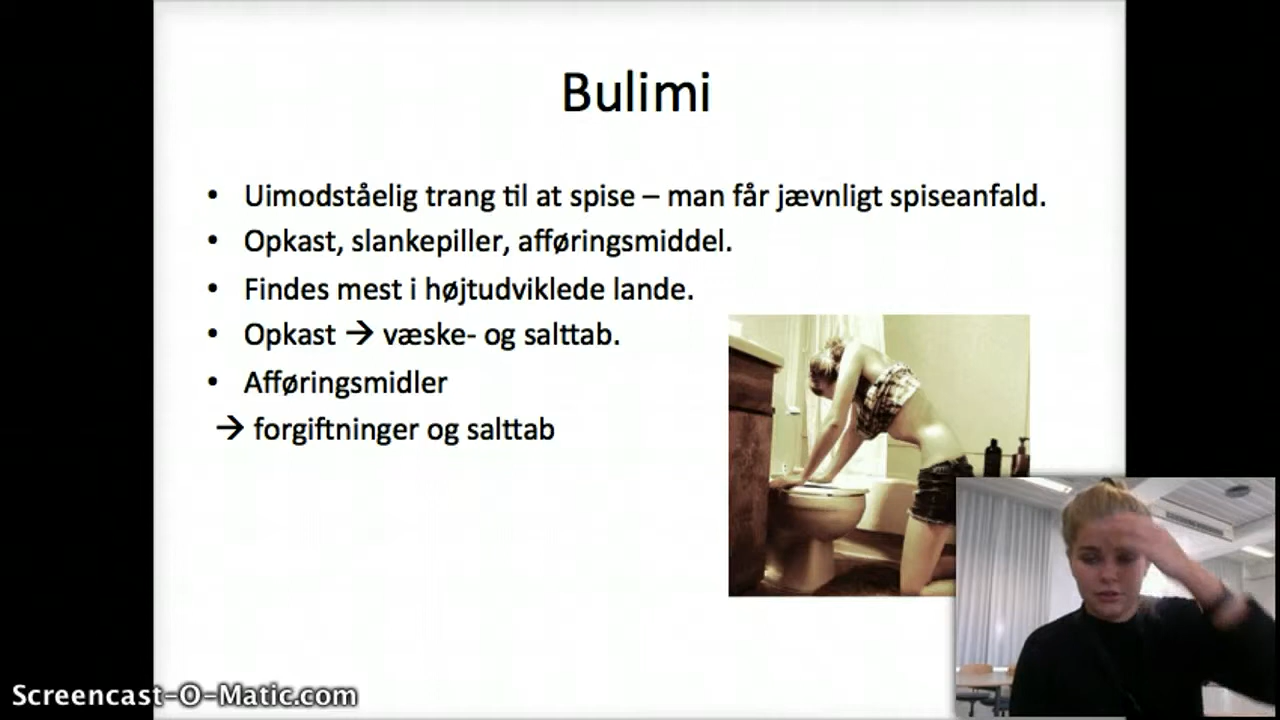 Bulimi
• Uimodståelig trang til at spise – man får jævnligt spiseanfald.
• Opkast, slankepiller, afføringsmiddel.
• Findes mest i højtudviklede lande.
• Opkast → væske- og salttab.
• Afføringsmidler
→ forgiftninger og salttab
Screencast-O-Matic.com